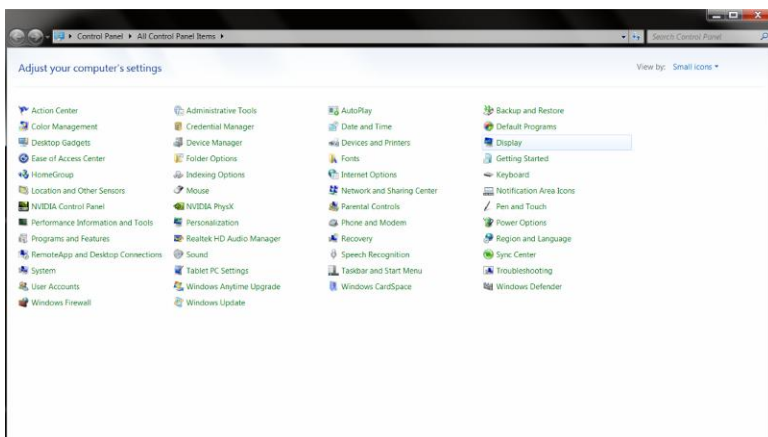 Control Panel ▸ All Control Panel Items ▸ Search Control Panel
Adjust your computer's settings View by: Small icons
Action Center Administrative Tools AutoPlay Backup and Restore
Color Management Credential Manager Date and Time Default Programs
Desktop Gadgets Device Manager Devices and Printers Display
Ease of Access Center Folder Options Fonts Getting Started
HomeGroup Indexing Options Internet Options Keyboard
Location and Other Sensors Mouse Network and Sharing Center Notification Area Icons
NVIDIA Control Panel NVIDIA PhysX Parental Controls Pen and Touch
Performance Information and Tools Personalization Phone and Modem Power Options
Programs and Features Realtek HD Audio Manager Recovery Region and Language
RemoteApp and Desktop Connections Sound Speech Recognition Sync Center
System Tablet PC Settings Taskbar and Start Menu Troubleshooting
User Accounts Windows Anytime Upgrade Windows CardSpace Windows Defender
Windows Firewall Windows Update